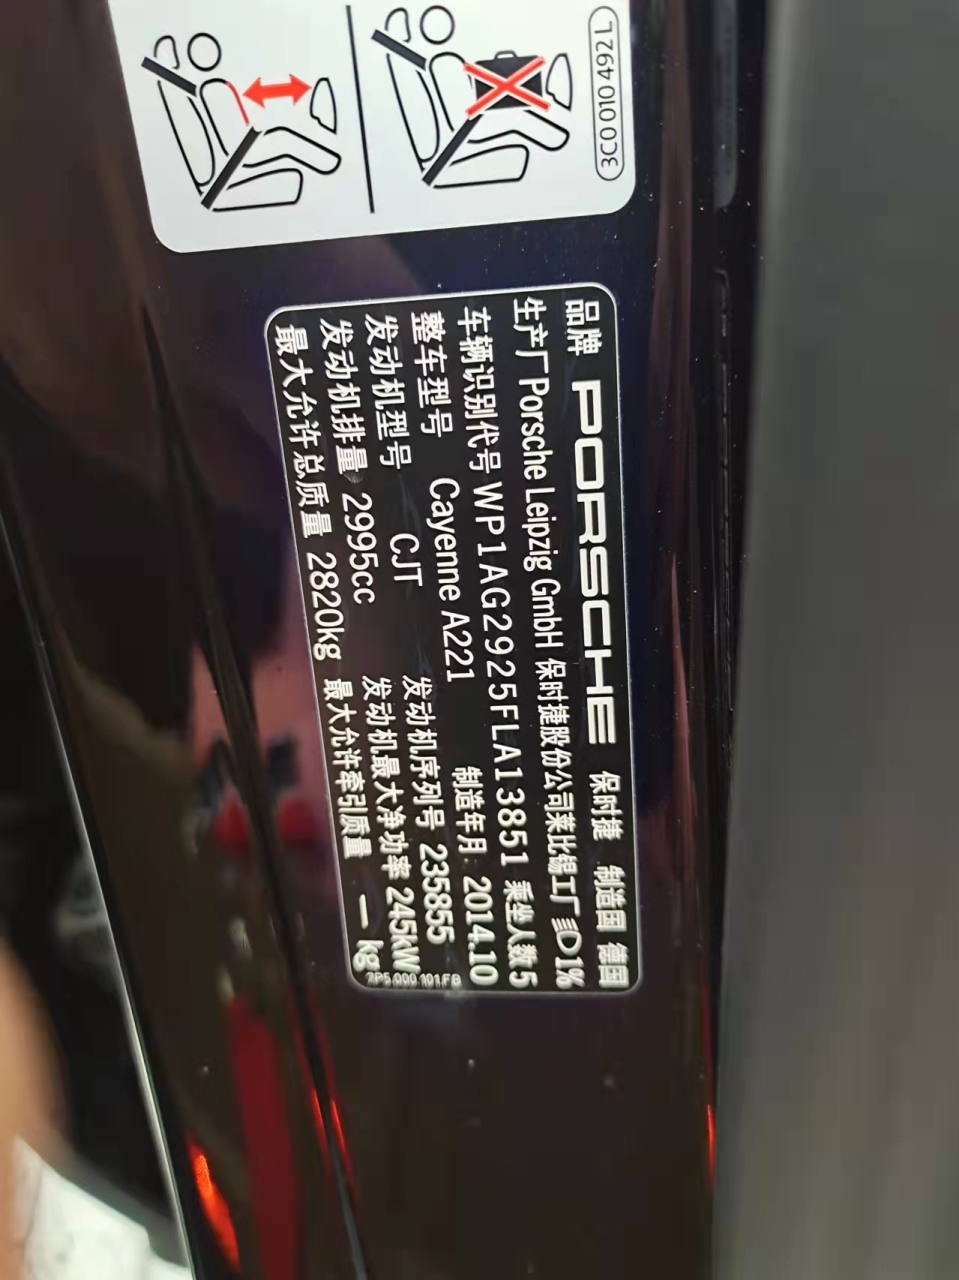 3C0 010 492 L
品牌 PORSCHE 保时捷 制造国 德国
生产厂 Porsche Leipzig GmbH 保时捷股份公司莱比锡工厂 1%
车辆识别代号 WP1AG2925FLA13851 乘坐人数 5
整车型号 Cayenne A221 制造年月 2014.10
发动机型号 CJT 发动机序列号 235855
发动机排量 2995cc 发动机最大净功率 245kW
最大允许总质量 2820kg 最大允许牵引质量 — kg
7P5.000.101.FB